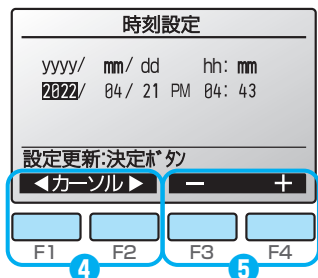 時刻設定
yyyy/ mm/ dd hh: mm
2022/ 04/ 21 PM 04: 43
設定更新:決定ボタン
◀カーソル▶ − +
F1 F2 F3 F4
4 5